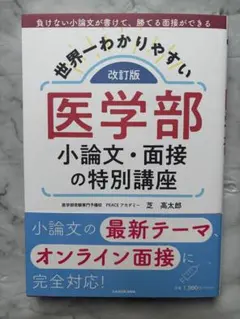 負けない小論文が書けて、勝てる面接ができる
世界一わかりやすい
改訂版
医学部
小論文・面接
の特別講座
医学部受験専門予備校 PEACEアカデミー 芝 高太郎
小論文の最新テーマ、
オンライン面接に
完全対応!